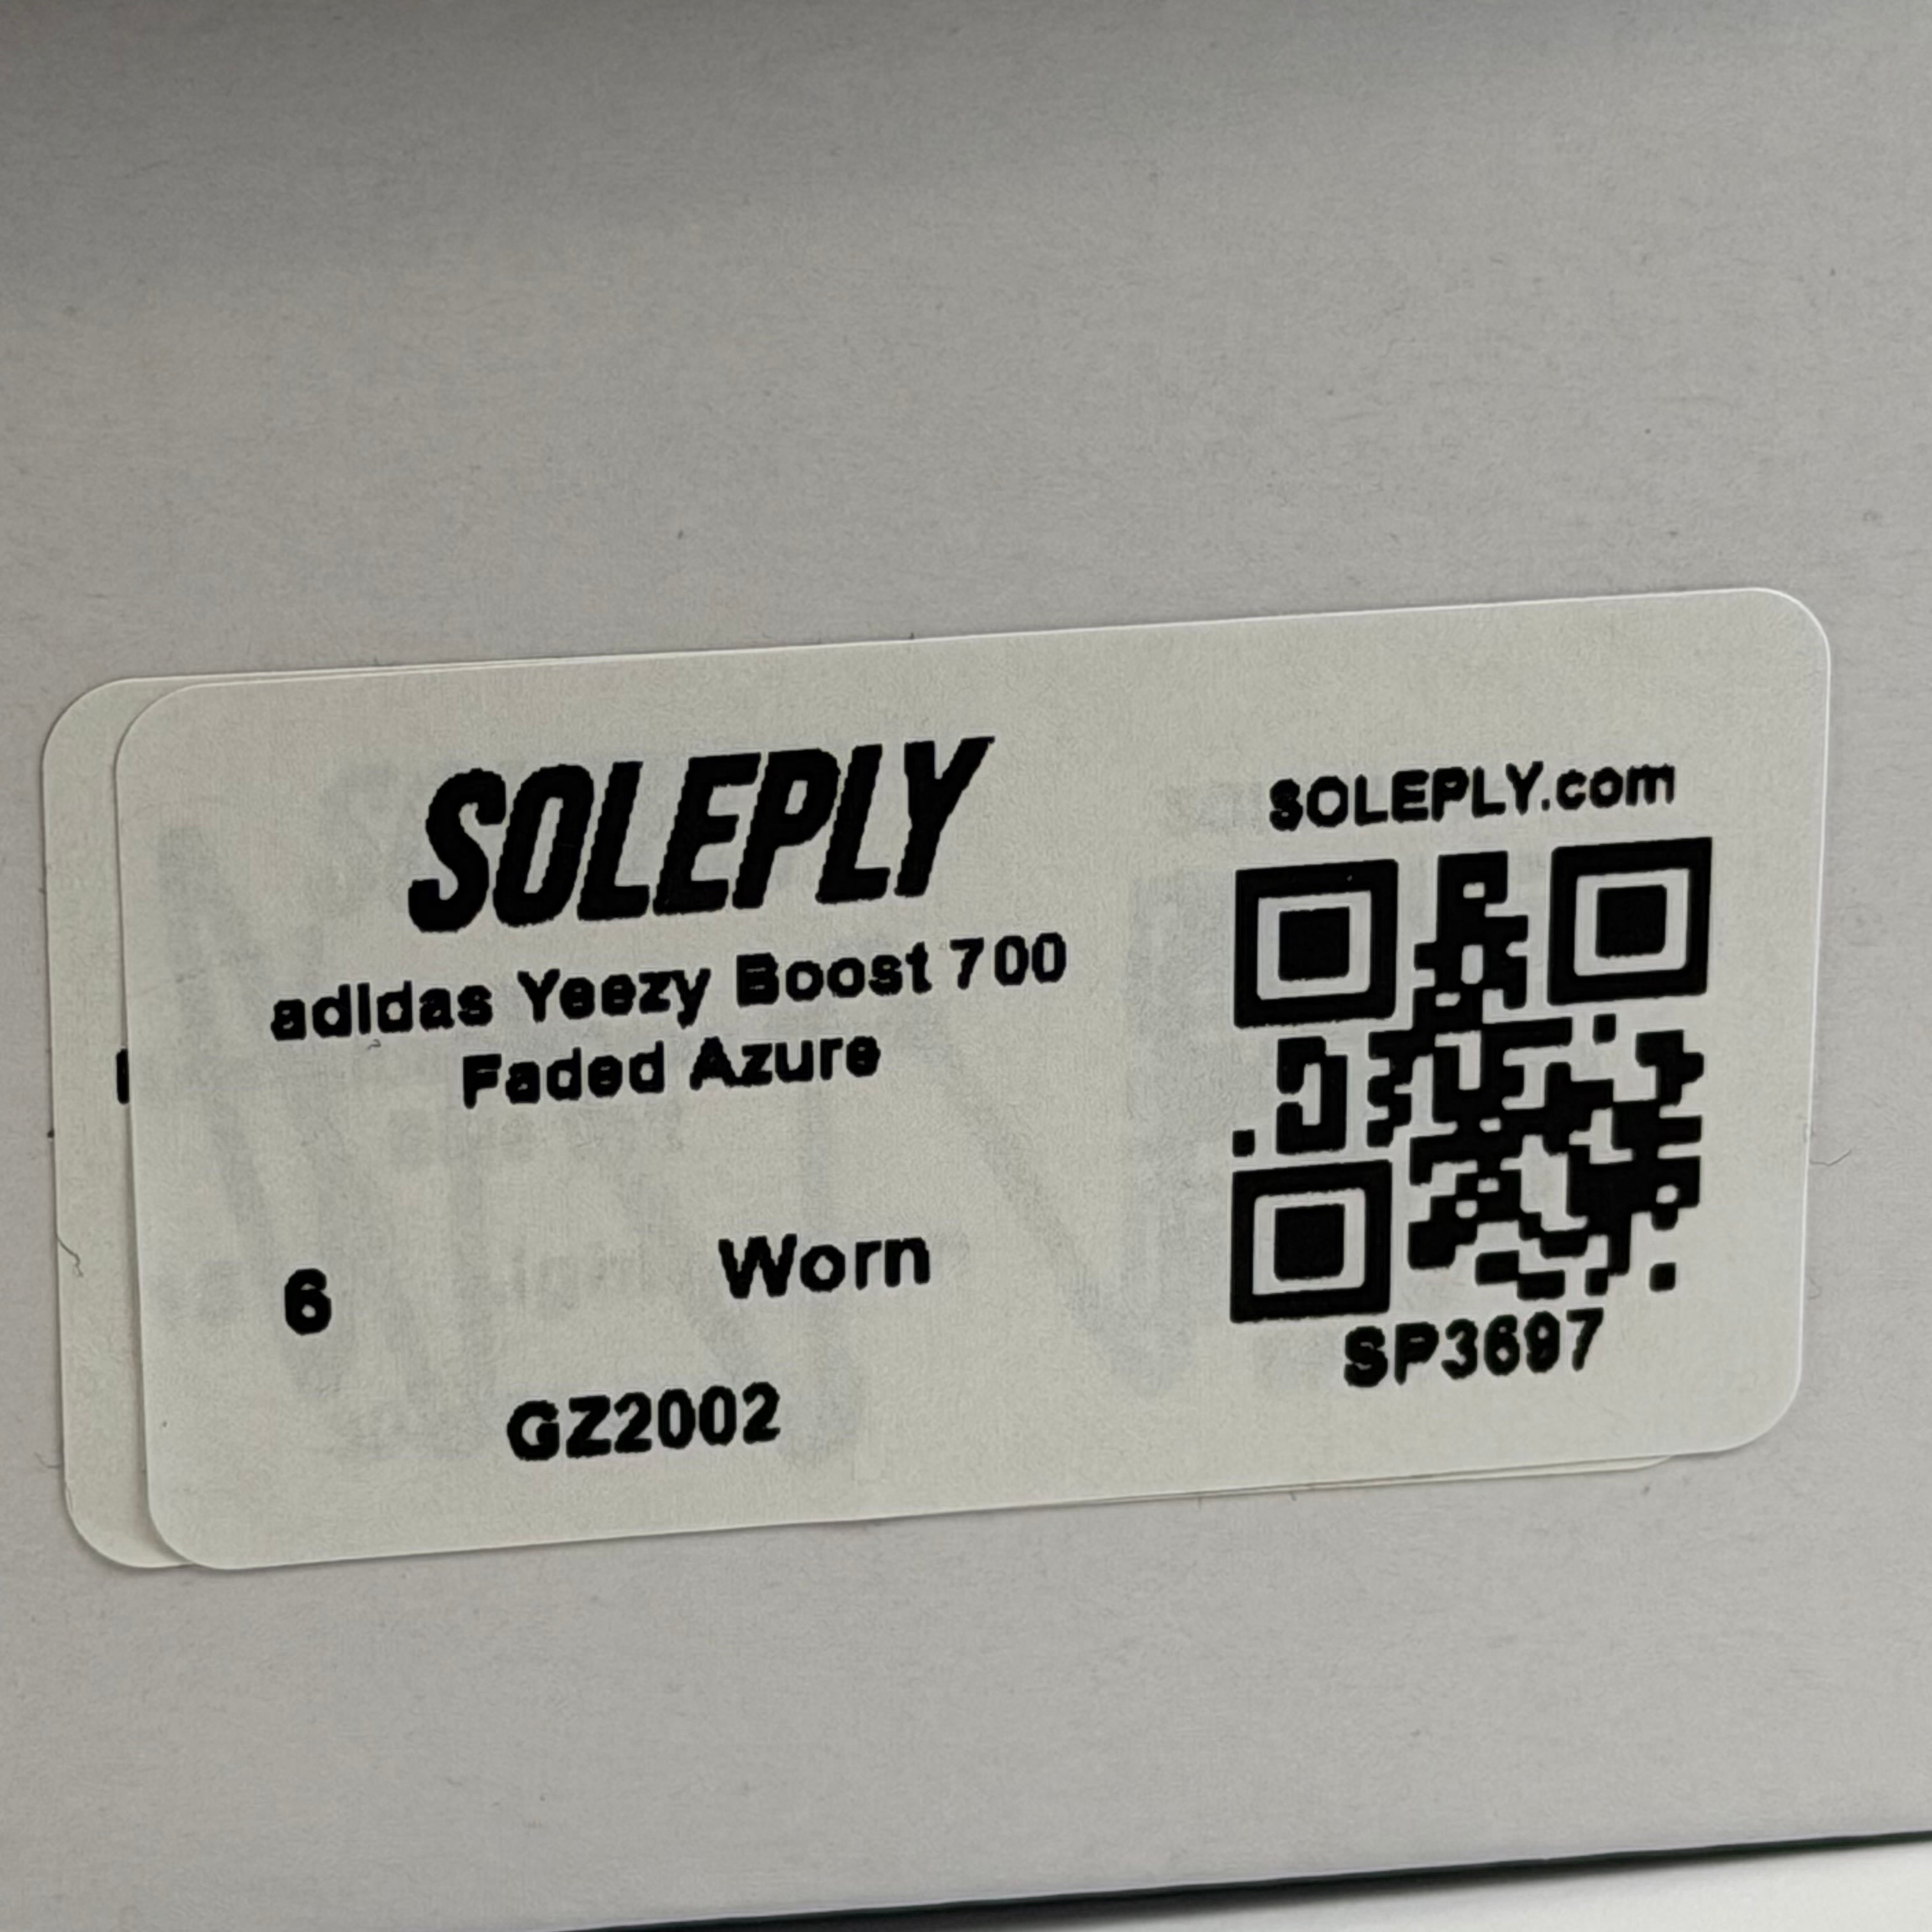 SOLEPLY
adidas Yeezy Boost 700
Faded Azure
6 Worn
GZ2002
SOLEPLY.com
SP3697